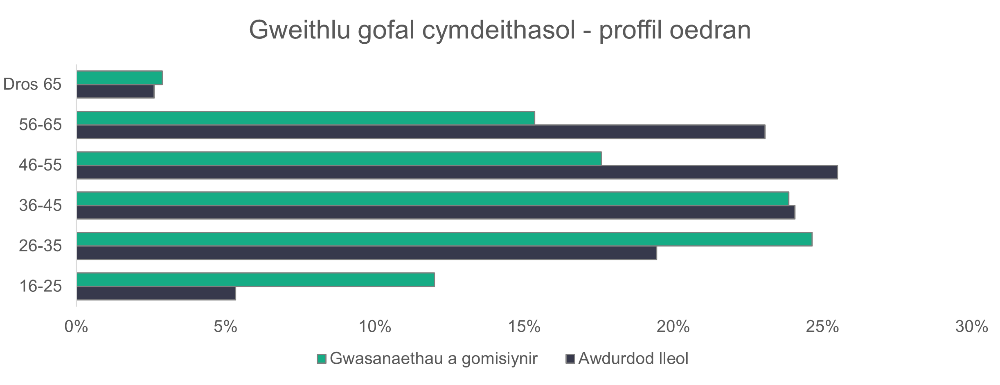 Gweithlu gofal cymdeithasol - proffil oedran
Dros 65
56-65
46-55
36-45
26-35
16-25
0% 5% 10% 15% 20% 25% 30%
Gwasanaethau a gomisiynir Awdurdod lleol